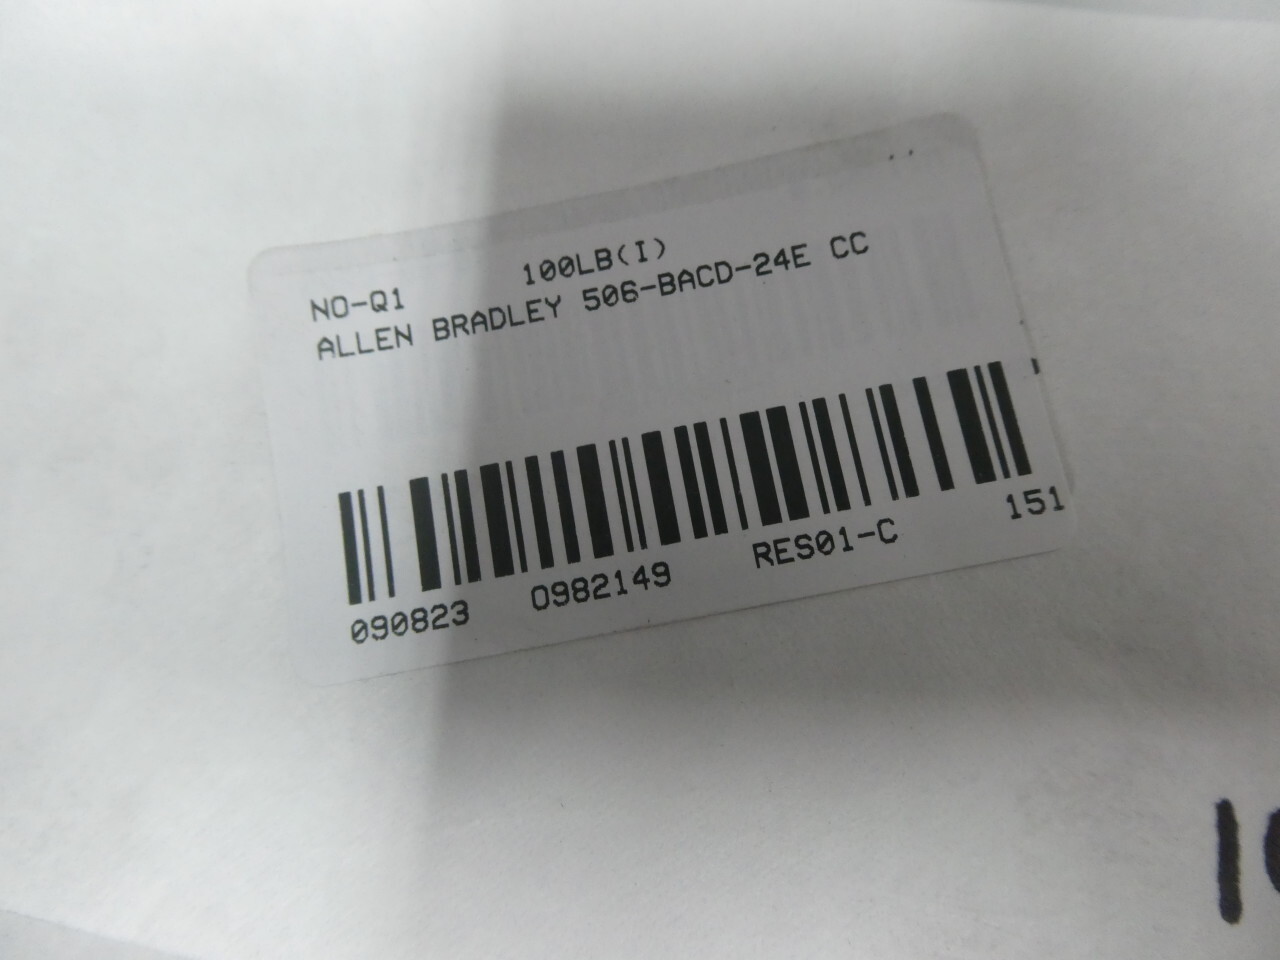 NO-Q1 100LB(I)
ALLEN BRADLEY 506-BACD-24E CC
090823 0982149 RES01-C 151